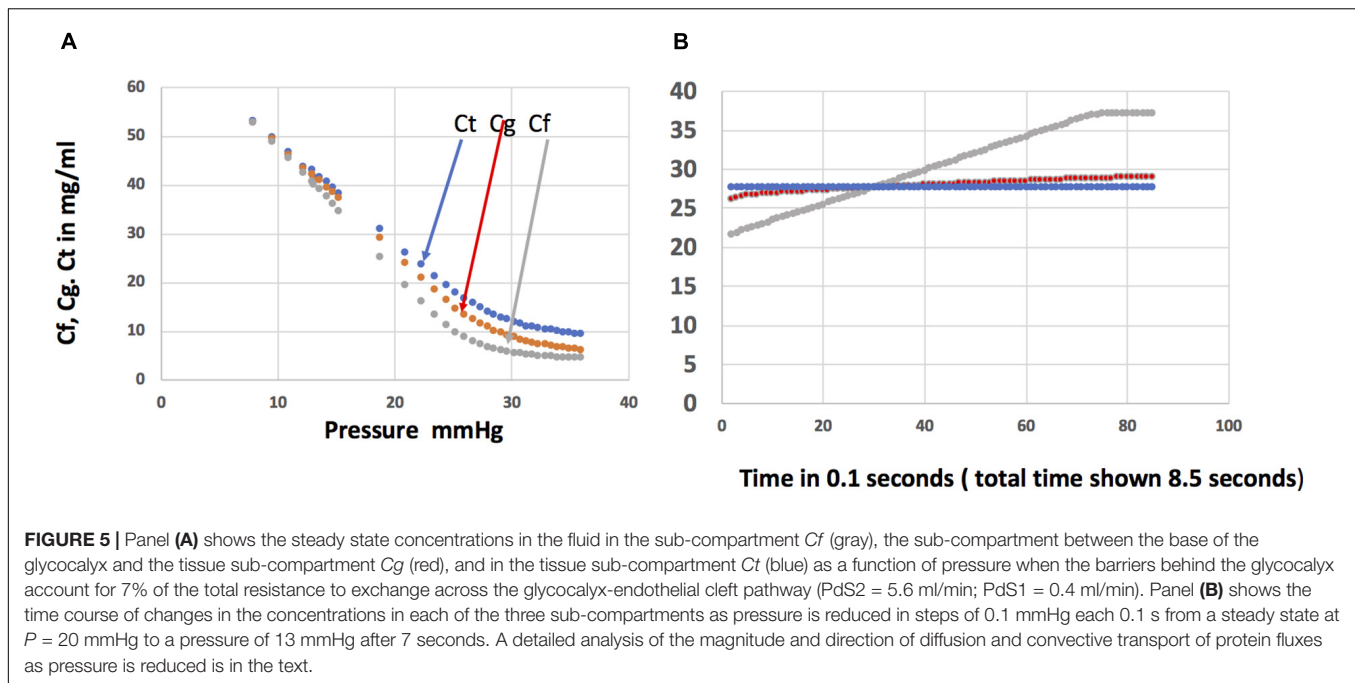 A
B
60
50
40
30
20
10
0
Cf, Cg. Ct in mg/ml
Ct Cg Cf
0 10 20 30 40
Pressure mmHg
40
35
30
25
20
15
10
5
0
0 20 40 60 80 100
Time in 0.1 seconds ( total time shown 8.5 seconds)
FIGURE 5 | Panel (A) shows the steady state concentrations in the fluid in the sub-compartment Cf (gray), the sub-compartment between the base of the
glycocalyx and the tissue sub-compartment Cg (red), and in the tissue sub-compartment Ct (blue) as a function of pressure when the barriers behind the glycocalyx
account for 7% of the total resistance to exchange across the glycocalyx-endothelial cleft pathway (PdS2 = 5.6 ml/min; PdS1 = 0.4 ml/min). Panel (B) shows the
time course of changes in the concentrations in each of the three sub-compartments as pressure is reduced in steps of 0.1 mmHg each 0.1 s from a steady state at
P = 20 mmHg to a pressure of 13 mmHg after 7 seconds. A detailed analysis of the magnitude and direction of diffusion and convective transport of protein fluxes
as pressure is reduced is in the text.